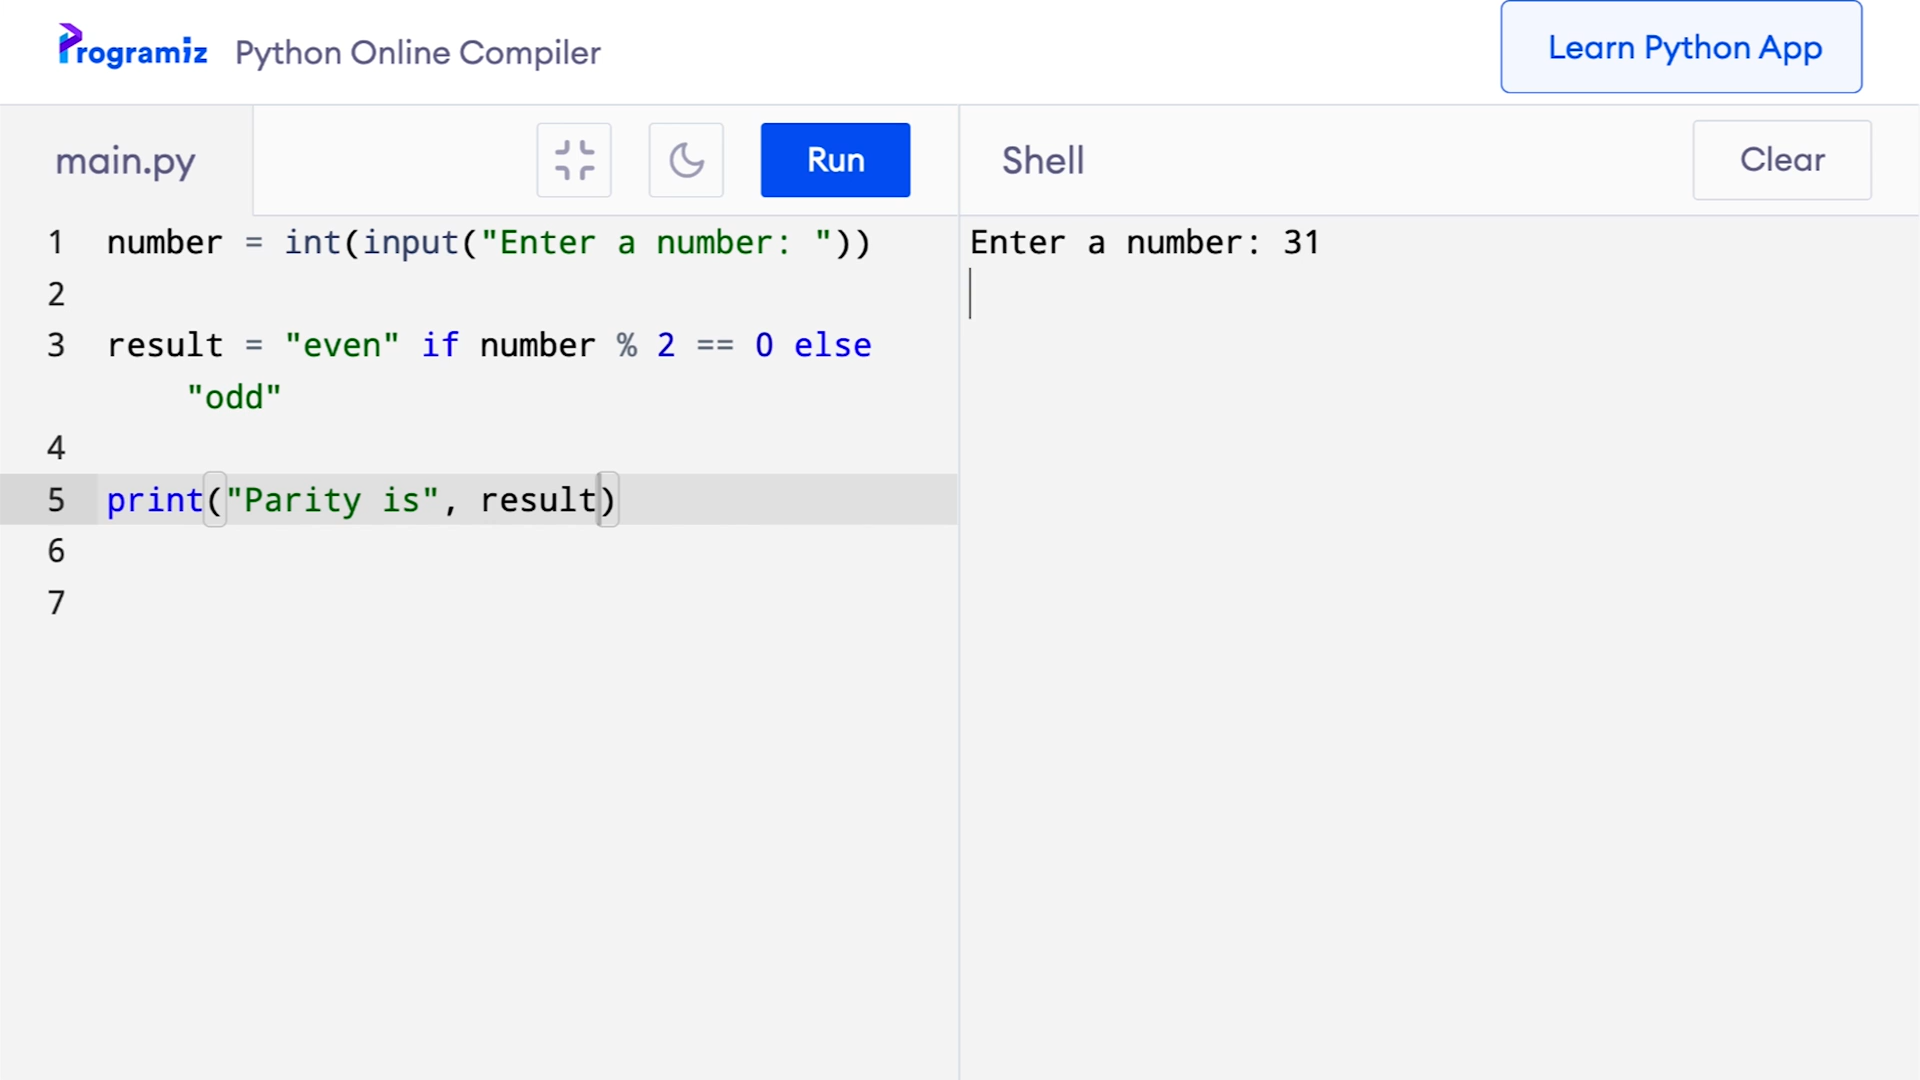 Programiz Python Online Compiler
Learn Python App
main.py
Run
Shell
Clear
1 number = int(input("Enter a number: "))
2
3 result = "even" if number % 2 == 0 else
"odd"
4
5 print("Parity is", result)
6
7
Enter a number: 31